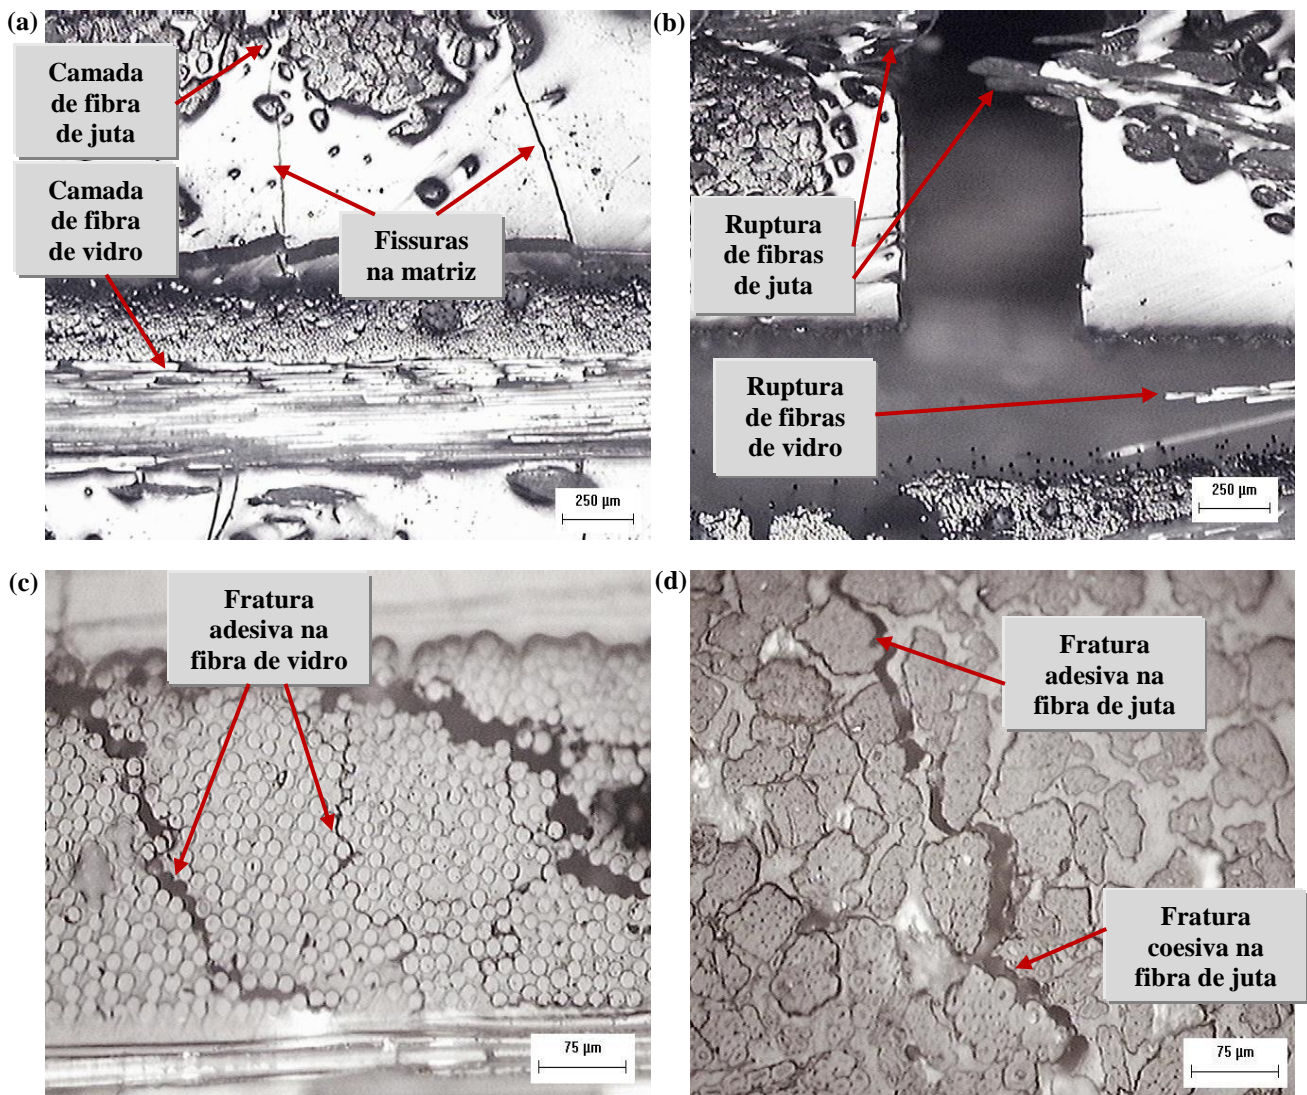 (a)
Camada
de fibra
de juta
Camada
de fibra
de vidro
Fissuras
na matriz
250 µm
(b)
Ruptura
de fibras
de juta
Ruptura
de fibras
de vidro
250 µm
(c)
Fratura
adesiva na
fibra de vidro
75 µm
(d)
Fratura
adesiva na
fibra de juta
Fratura
coesiva na
fibra de juta
75 µm